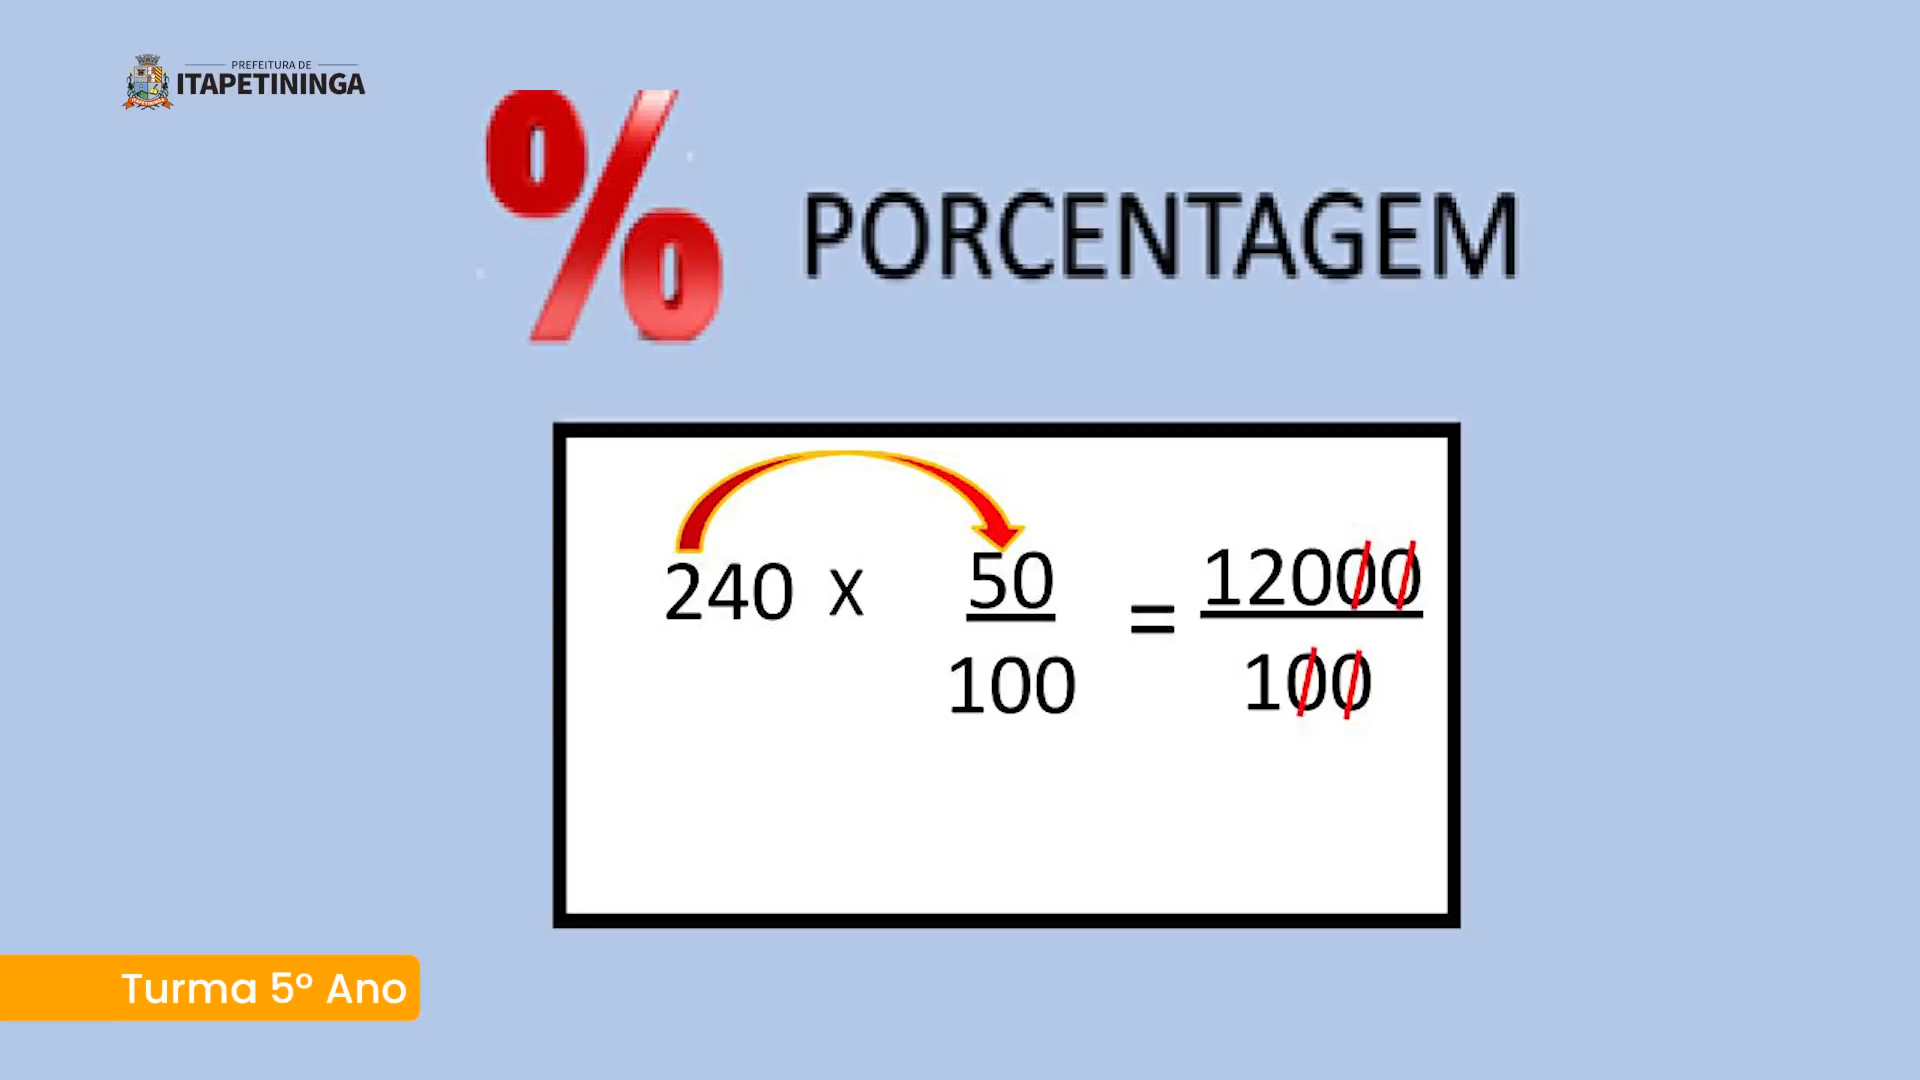 PREFEITURA DE
ITAPETININGA
% PORCENTAGEM
240 x 50 = 12000
100 100
Turma 5º Ano